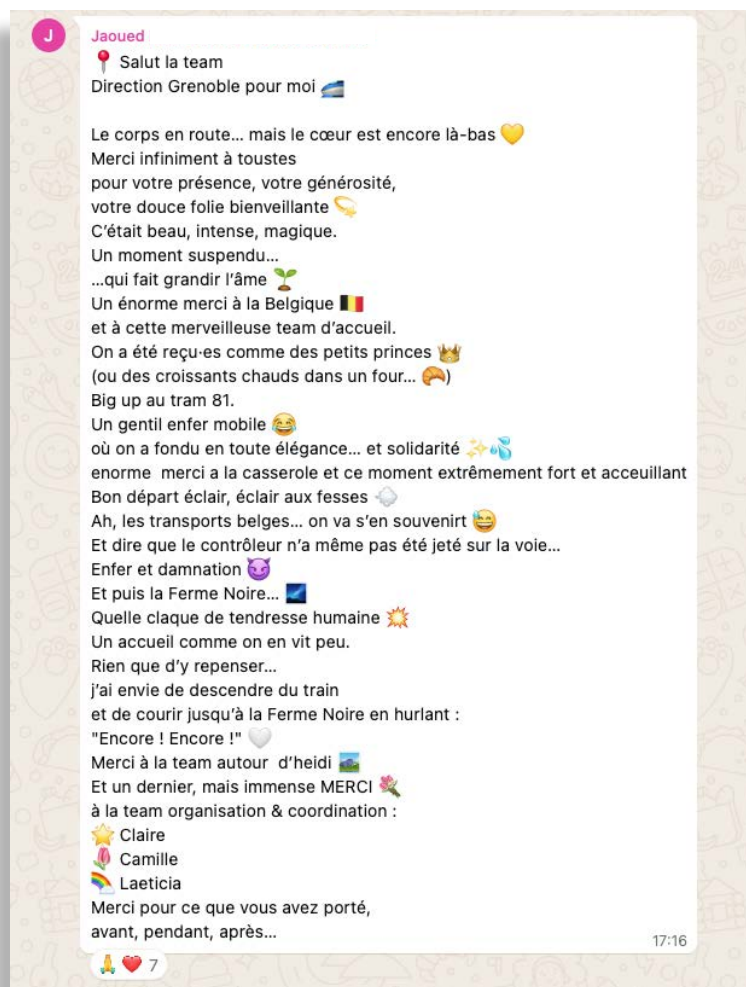 J
Jaoued
📍 Salut la team
Direction Grenoble pour moi 🚄
Le corps en route... mais le cœur est encore là-bas 💛
Merci infiniment à toustes
pour votre présence, votre générosité,
votre douce folie bienveillante 💫
C'était beau, intense, magique.
Un moment suspendu...
...qui fait grandir l'âme 🌱
Un énorme merci à la Belgique 🇧🇪
et à cette merveilleuse team d'accueil.
On a été reçu·es comme des petits princes 👑
(ou des croissants chauds dans un four... 🥐)
Big up au tram 81.
Un gentil enfer mobile 😂
où on a fondu en toute élégance... et solidarité ✨💦
enorme  merci a la casserole et ce moment extrêmement fort et acceuillant
Bon départ éclair, éclair aux fesses 💨
Ah, les transports belges... on va s'en souvenirt 😅
Et dire que le contrôleur n'a même pas été jeté sur la voie...
Enfer et damnation 😈
Et puis la Ferme Noire... 🌌
Quelle claque de tendresse humaine 💥
Un accueil comme on en vit peu.
Rien que d'y repenser...
j'ai envie de descendre du train
et de courir jusqu'à la Ferme Noire en hurlant :
"Encore ! Encore !" 🤍
Merci à la team autour  d'heidi 🏞️
Et un dernier, mais immense MERCI 💐
à la team organisation & coordination :
🌟 Claire
🌷 Camille
🌈 Laeticia
Merci pour ce que vous avez porté,
avant, pendant, après...
17:16
🙏 ❤️ 7